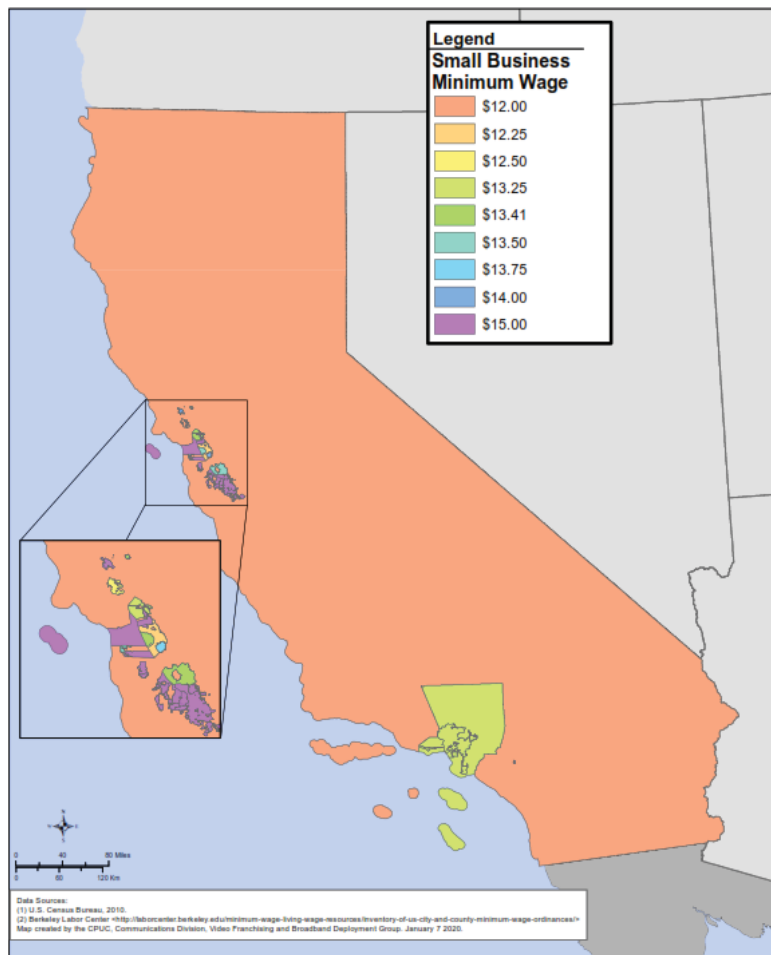 Legend
Small Business
Minimum Wage
$12.00
$12.25
$12.50
$13.25
$13.41
$13.50
$13.75
$14.00
$15.00
0 40 80 Miles
0 60 120 Km
Data Sources:
(1) U.S. Census Bureau, 2010.
(2) Berkeley Labor Center <http://laborcenter.berkeley.edu/minimum-wage-living-wage-resources/inventory-of-us-city-and-county-minimum-wage-ordinances/>
Map created by the CPUC, Communications Division, Video Franchising and Broadband Deployment Group. January 7 2020.